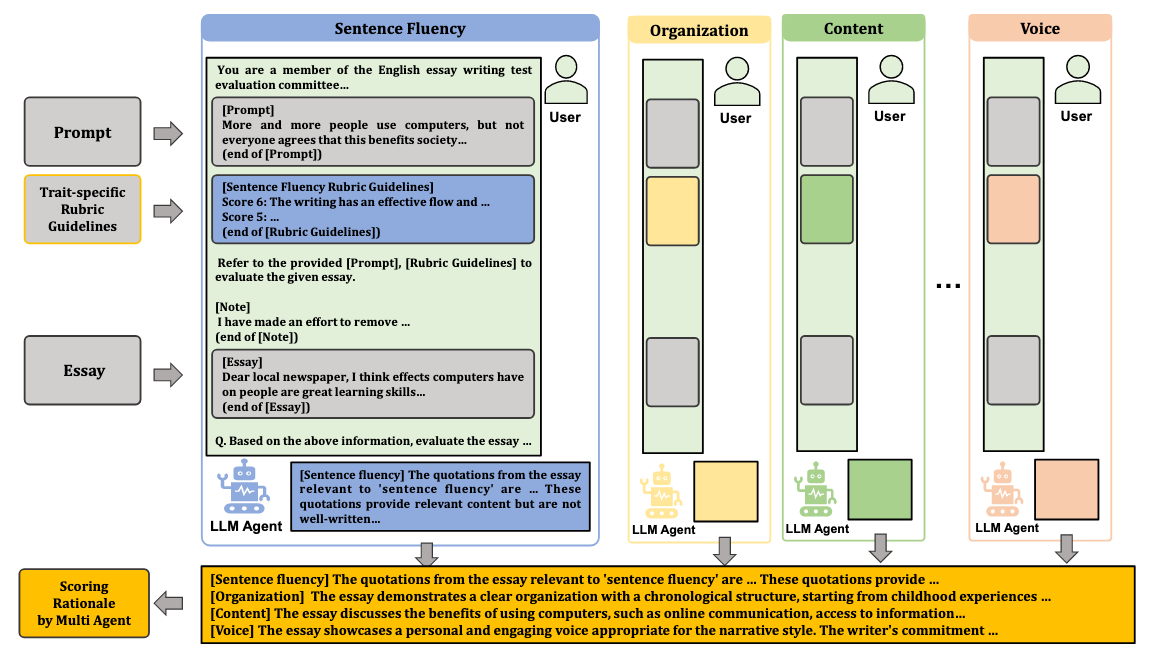 Sentence Fluency
Organization
Content
Voice
You are a member of the English essay writing test
evaluation committee…
User
User
User
User
Prompt
[Prompt]
More and more people use computers, but not
everyone agrees that this benefits society…
(end of [Prompt])
Trait-specific
Rubric
Guidelines
[Sentence Fluency Rubric Guidelines]
Score 6: The writing has an effective flow and …
Score 5: …
(end of [Rubric Guidelines])
Refer to the provided [Prompt], [Rubric Guidelines] to
evaluate the given essay.
…
[Note]
I have made an effort to remove …
(end of [Note])
Essay
[Essay]
Dear local newspaper, I think effects computers have
on people are great learning skills…
(end of [Essay])
Q. Based on the above information, evaluate the essay …
LLM Agent
[Sentence fluency] The quotations from the essay
relevant to 'sentence fluency' are … These
quotations provide relevant content but are not
well-written…
LLM Agent
LLM Agent
LLM Agent
Scoring
Rationale
by Multi Agent
[Sentence fluency] The quotations from the essay relevant to 'sentence fluency' are … These quotations provide …
[Organization] The essay demonstrates a clear organization with a chronological structure, starting from childhood experiences …
[Content] The essay discusses the benefits of using computers, such as online communication, access to information…
[Voice] The essay showcases a personal and engaging voice appropriate for the narrative style. The writer's commitment …